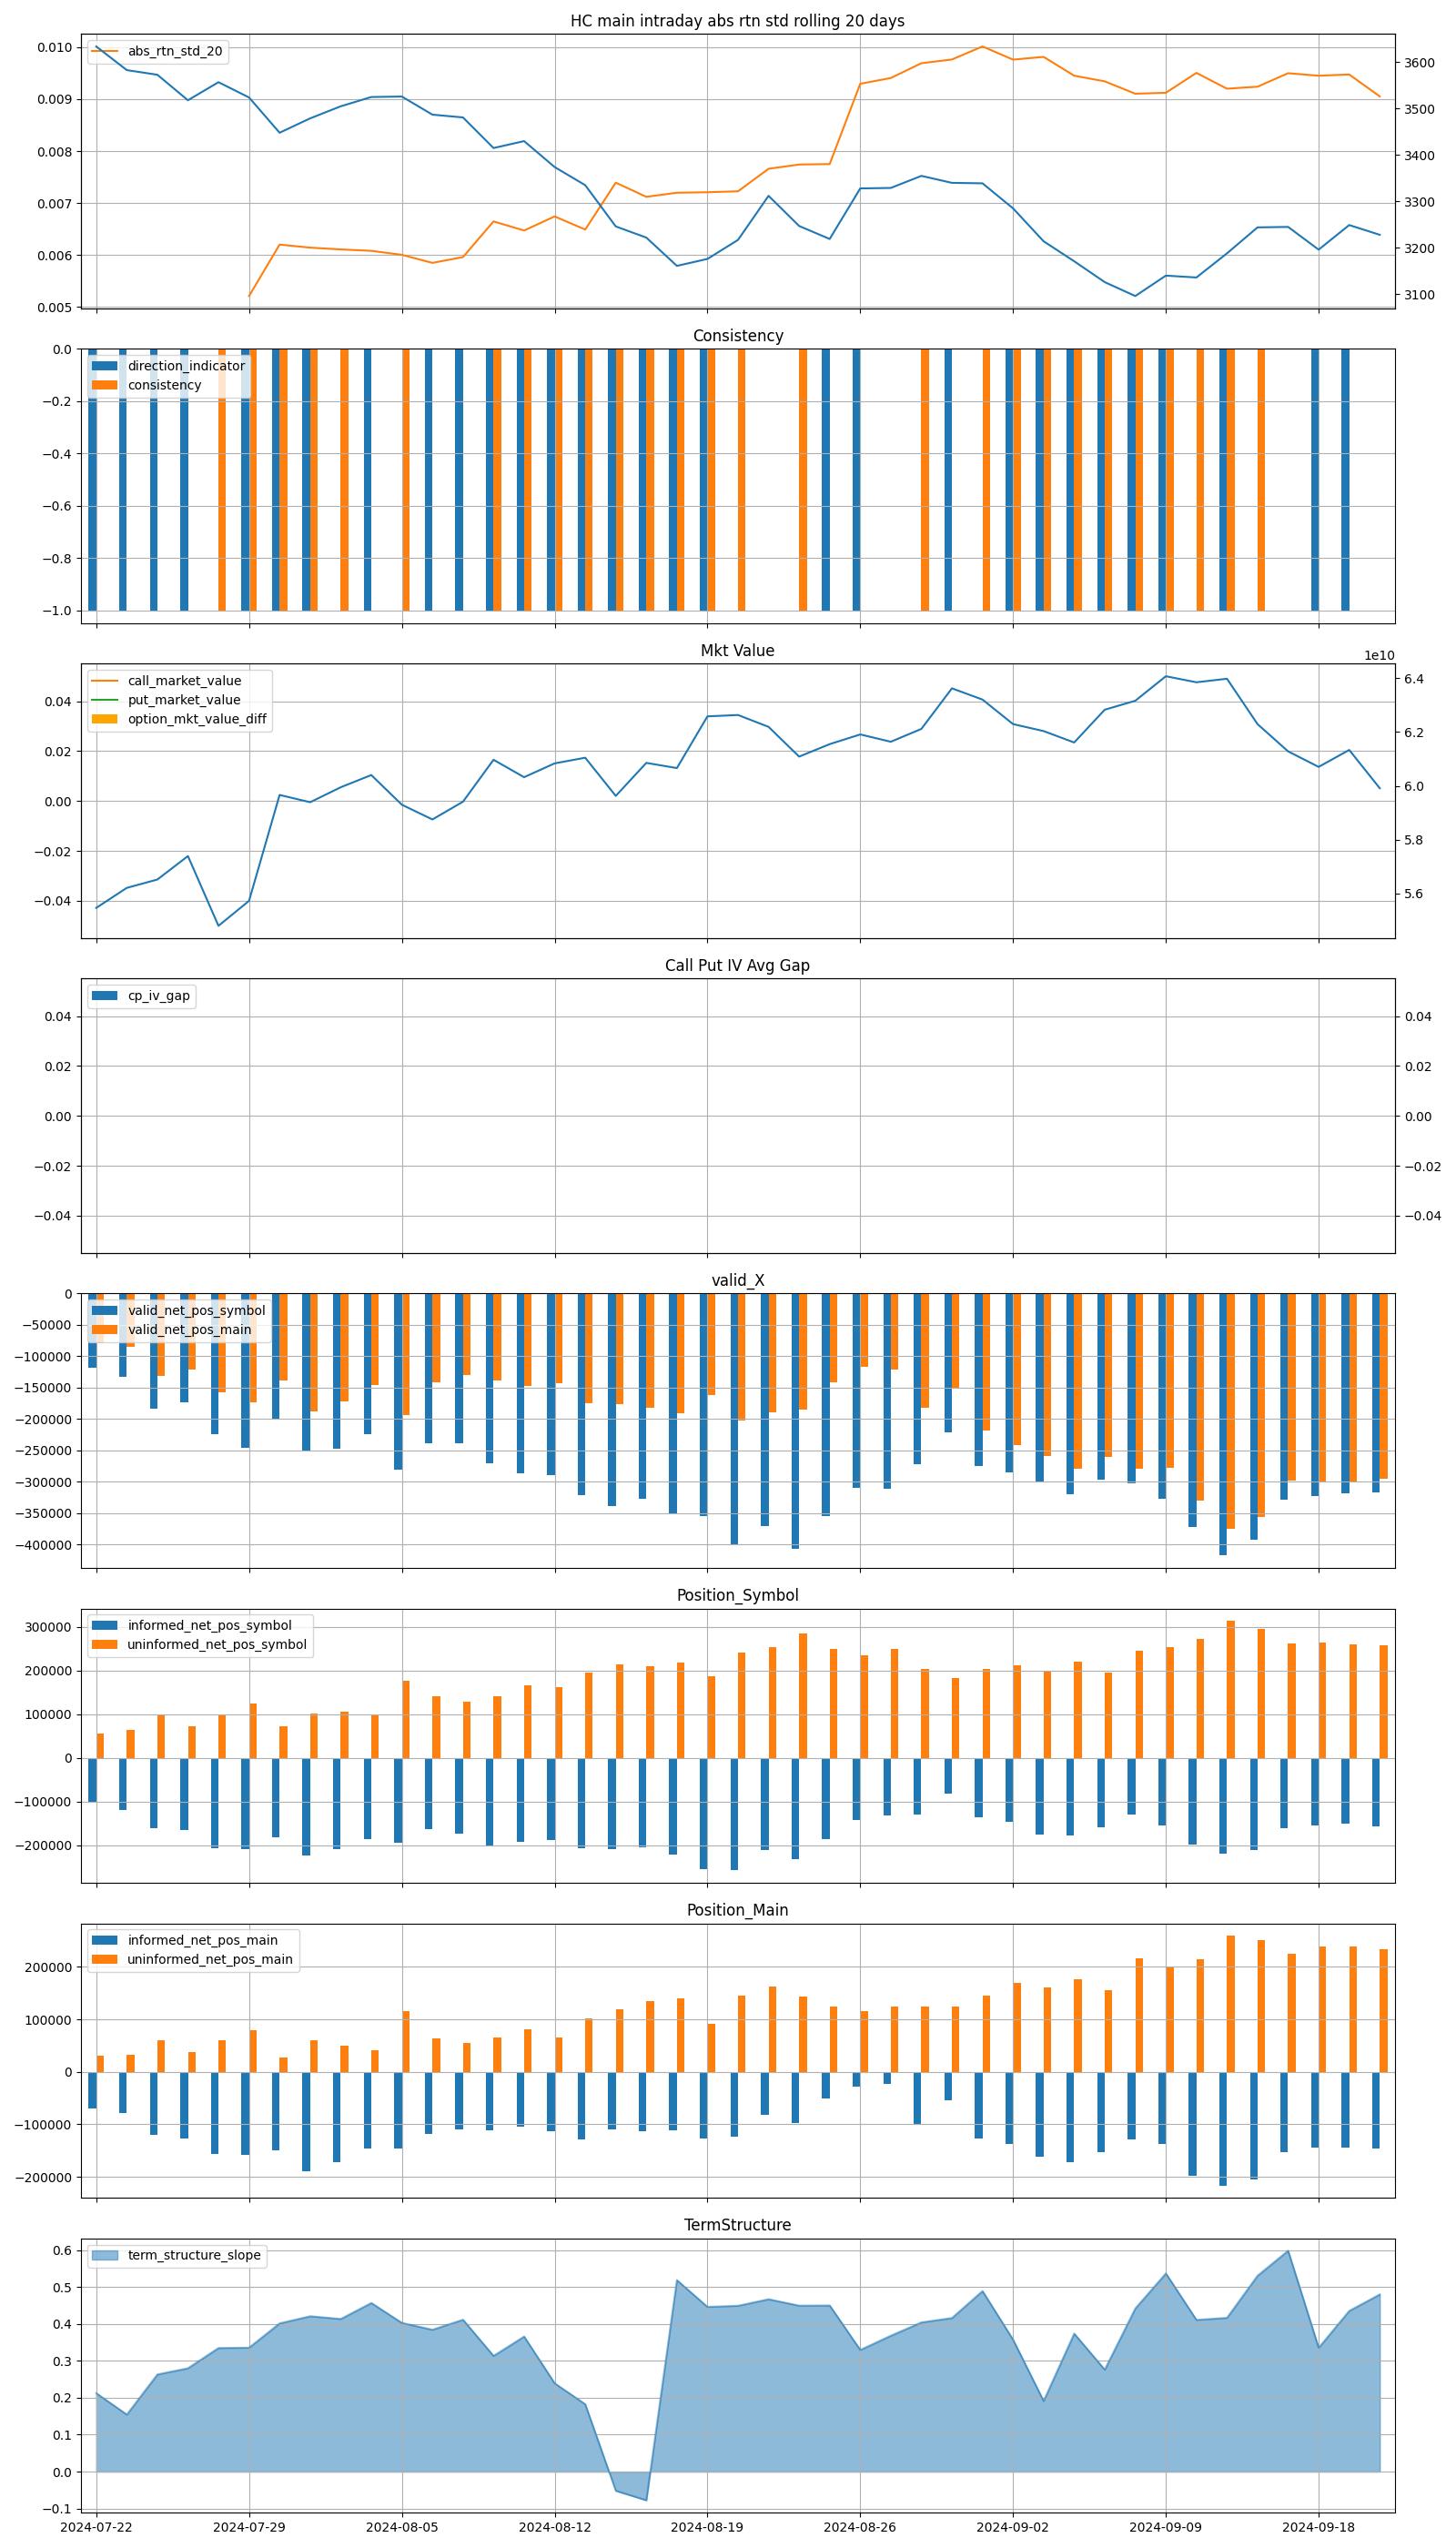 HC main intraday abs rtn std rolling 20 days
abs_rtn_std_20
0.010
0.009
0.008
0.007
0.006
0.005
3600
3500
3400
3300
3200
3100
Consistency
direction_indicator
consistency
0.0
−0.2
−0.4
−0.6
−0.8
−1.0
Mkt Value
1e10
call_market_value
put_market_value
option_mkt_value_diff
0.04
0.02
0.00
−0.02
−0.04
6.4
6.2
6.0
5.8
5.6
Call Put IV Avg Gap
cp_iv_gap
0.04
0.02
0.00
−0.02
−0.04
0.04
0.02
0.00
−0.02
−0.04
valid_X
valid_net_pos_symbol
valid_net_pos_main
0
−50000
−100000
−150000
−200000
−250000
−300000
−350000
−400000
Position_Symbol
informed_net_pos_symbol
uninformed_net_pos_symbol
300000
200000
100000
0
−100000
−200000
Position_Main
informed_net_pos_main
uninformed_net_pos_main
200000
100000
0
−100000
−200000
TermStructure
term_structure_slope
0.6
0.5
0.4
0.3
0.2
0.1
0.0
−0.1
2024-07-22 2024-07-29 2024-08-05 2024-08-12 2024-08-19 2024-08-26 2024-09-02 2024-09-09 2024-09-18